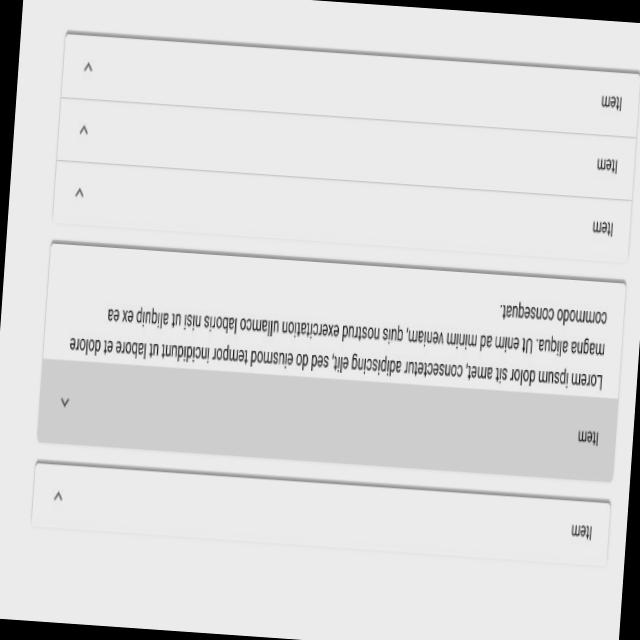 Item
Item
Lorem ipsum dolor sit amet, consectetur adipiscing elit, sed do eiusmod tempor incididunt ut labore et dolore
magna aliqua. Ut enim ad minim veniam, quis nostrud exercitation ullamco laboris nisi ut aliquip ex ea
commodo consequat.
Item
Item
Item